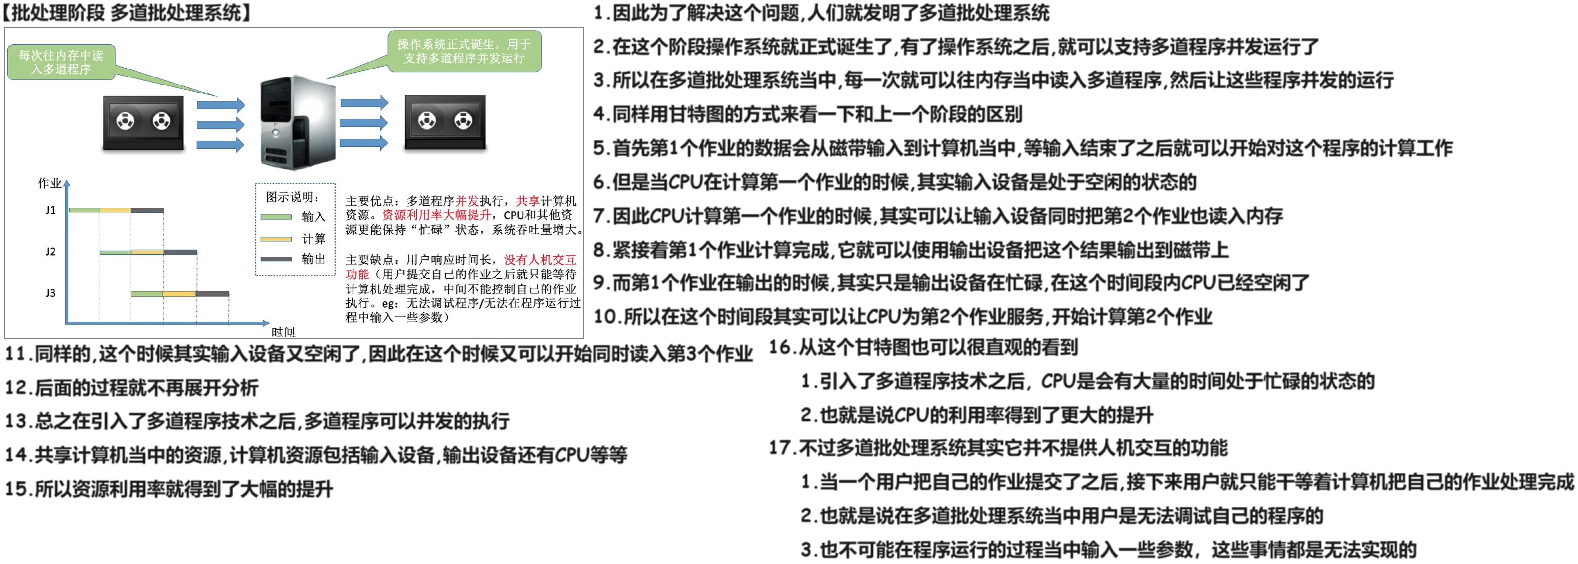 【批处理阶段 多道批处理系统】
每次往内存中读
入多道程序
操作系统正式诞生，用于
支持多道程序并发运行
作业
J1
J2
J3
时间
图示说明：
输入
计算
输出
主要优点：多道程序并发执行，共享计算机
资源。资源利用率大幅提升，CPU和其他资
源更能保持“忙碌”状态，系统吞吐量增大。
主要缺点：用户响应时间长，没有人机交互
功能（用户提交自己的作业之后就只能等待
计算机处理完成，中间不能控制自己的作业
执行。eg：无法调试程序/无法在程序运行过
程中输入一些参数）
1.因此为了解决这个问题,人们就发明了多道批处理系统
2.在这个阶段操作系统就正式诞生了,有了操作系统之后,就可以支持多道程序并发运行了
3.所以在多道批处理系统当中,每一次就可以往内存当中读入多道程序,然后让这些程序并发的运行
4.同样用甘特图的方式来看一下和上一个阶段的区别
5.首先第1个作业的数据会从磁带输入到计算机当中,等输入结束了之后就可以开始对这个程序的计算工作
6.但是当CPU在计算第一个作业的时候,其实输入设备是处于空闲的状态的
7.因此CPU计算第一个作业的时候,其实可以让输入设备同时把第2个作业也读入内存
8.紧接着第1个作业计算完成,它就可以使用输出设备把这个结果输出到磁带上
9.而第1个作业在输出的时候,其实只是输出设备在忙碌,在这个时间段内CPU已经空闲了
10.所以在这个时间段其实可以让CPU为第2个作业服务,开始计算第2个作业
11.同样的,这个时候其实输入设备又空闲了,因此在这个时候又可以开始同时读入第3个作业
12.后面的过程就不再展开分析
13.总之在引入了多道程序技术之后,多道程序可以并发的执行
14.共享计算机当中的资源,计算机资源包括输入设备,输出设备还有CPU等等
15.所以资源利用率就得到了大幅的提升
16.从这个甘特图也可以很直观的看到
1.引入了多道程序技术之后，CPU是会有大量的时间处于忙碌的状态的
2.也就是说CPU的利用率得到了更大的提升
17.不过多道批处理系统其实它并不提供人机交互的功能
1.当一个用户把自己的作业提交了之后,接下来用户就只能干等着计算机把自己的作业处理完成
2.也就是说在多道批处理系统当中用户是无法调试自己的程序的
3.也不可能在程序运行的过程当中输入一些参数，这些事情都是无法实现的